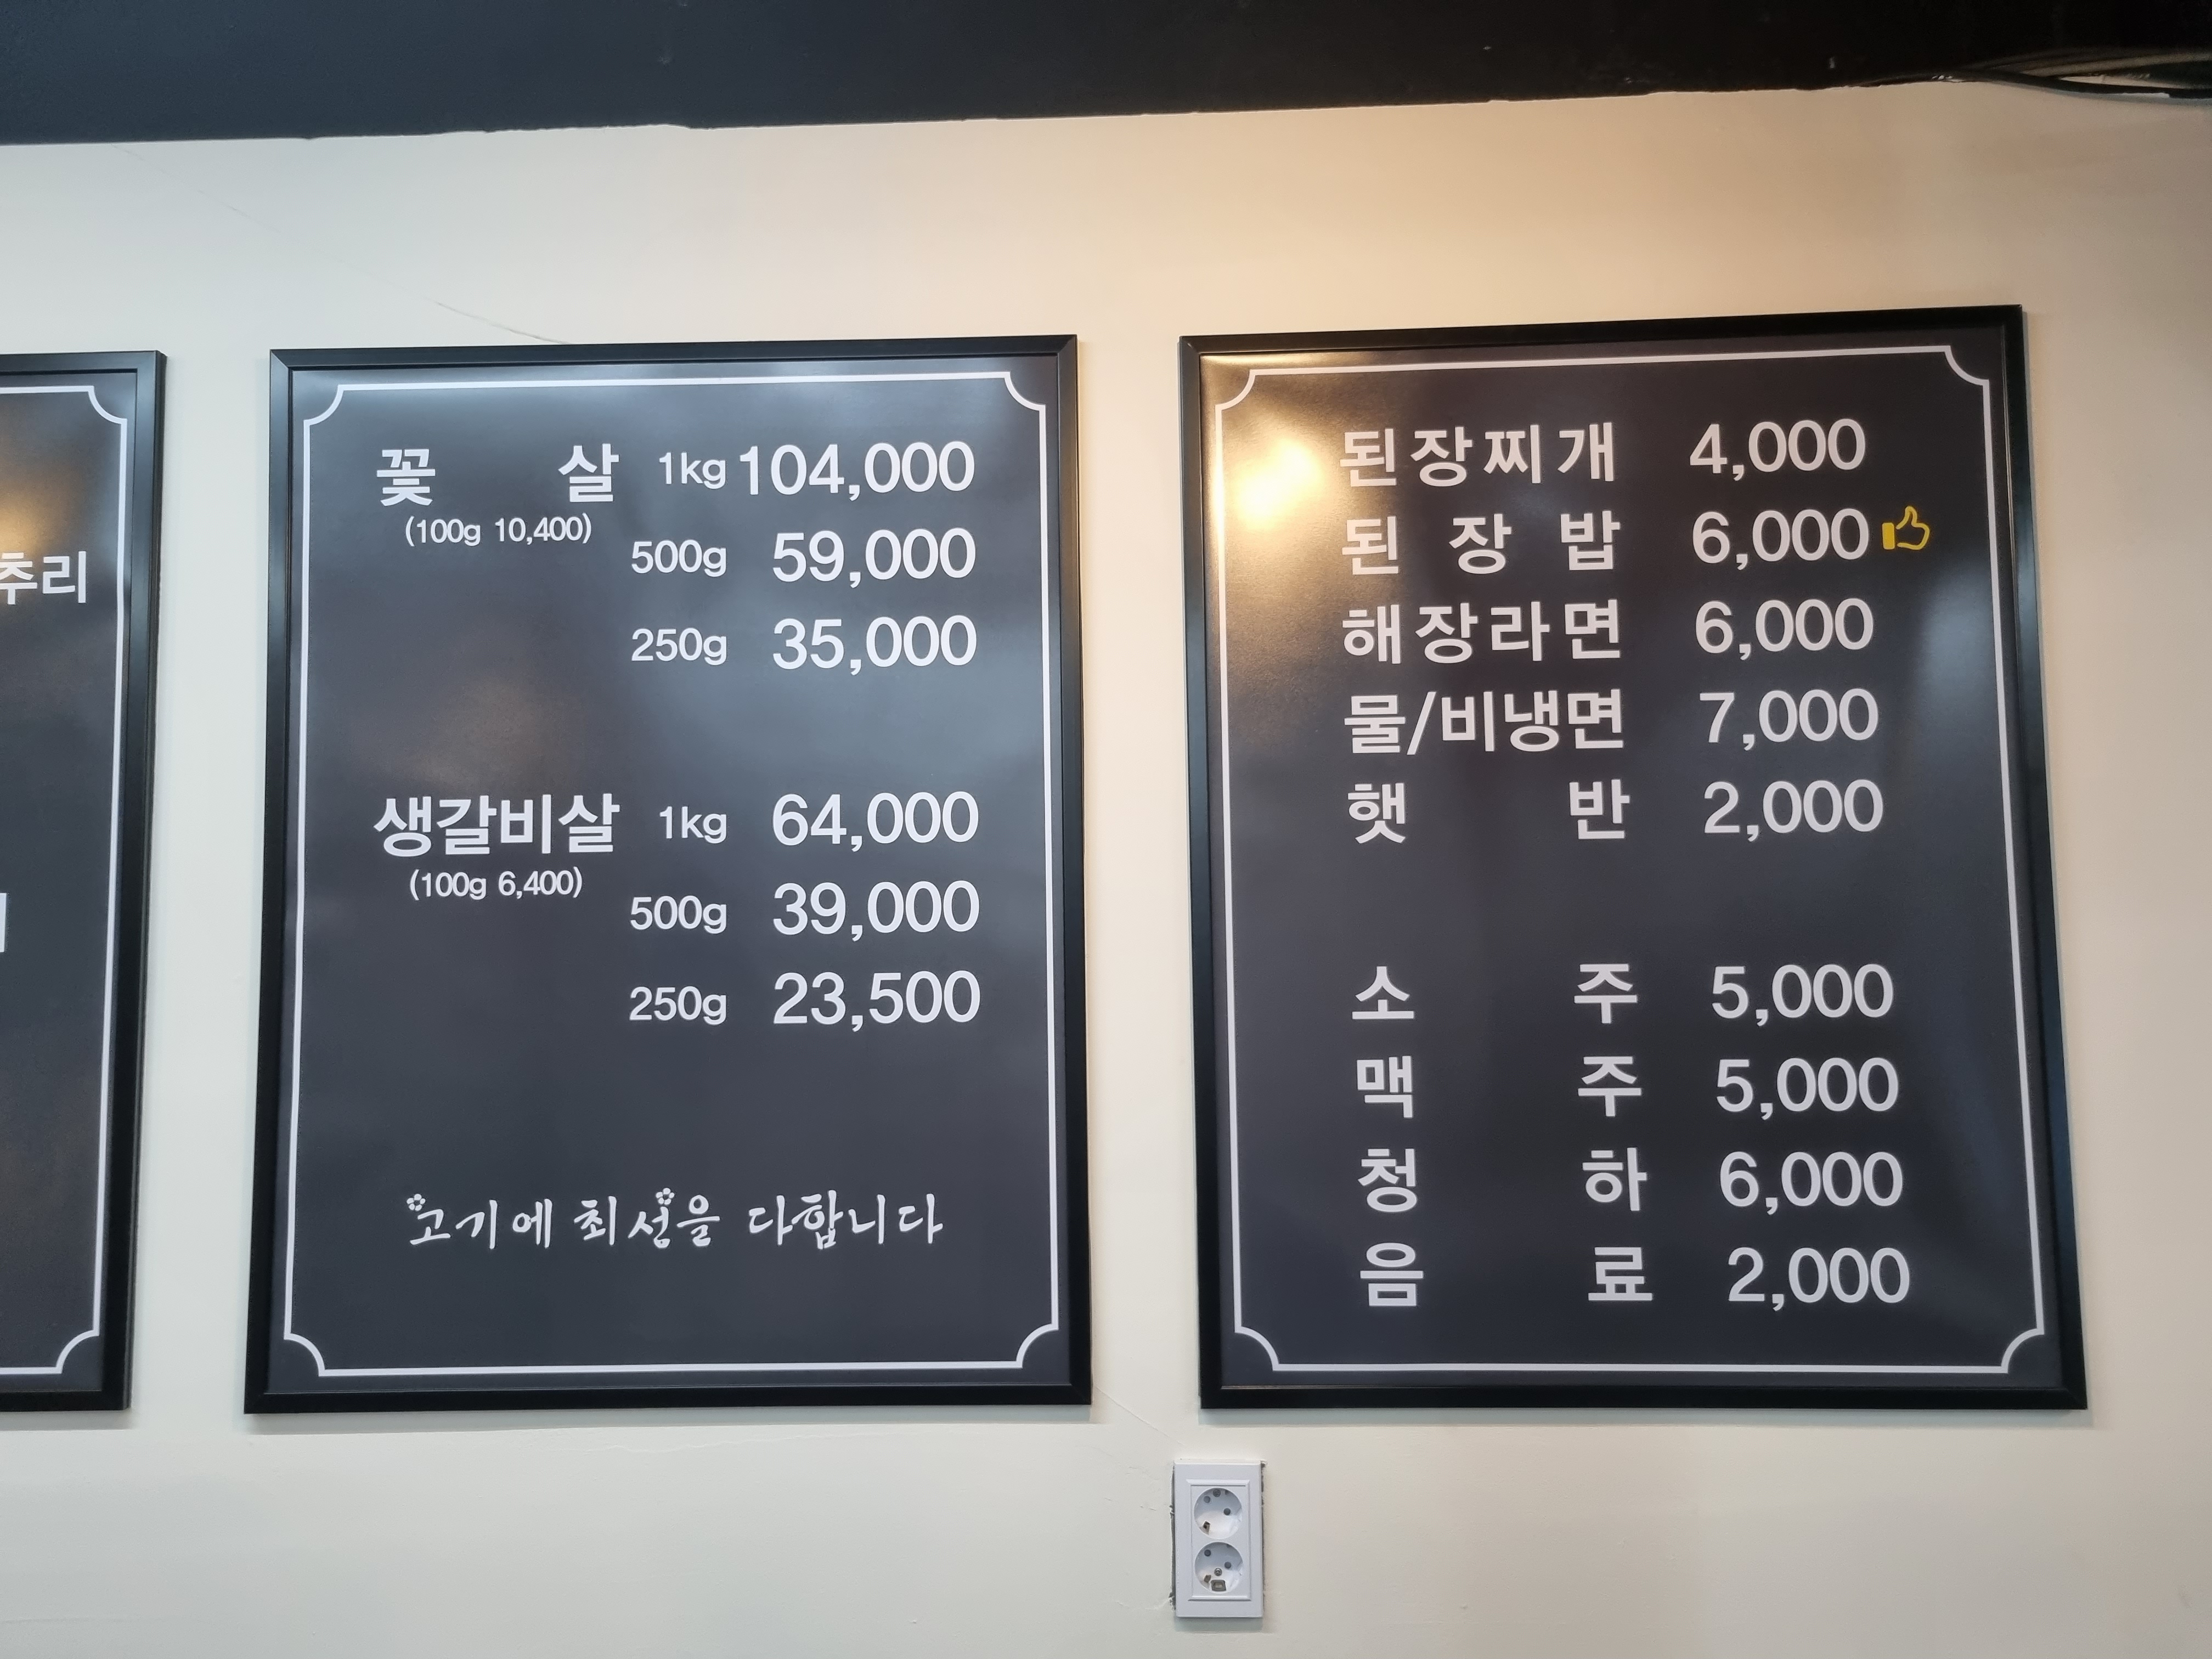 추리
꽃 살 1kg 104,000
(100g 10,400)
500g 59,000
250g 35,000
생갈비살 1kg 64,000
(100g 6,400)
500g 39,000
250g 23,500
고기에 최선을 다합니다
된장찌개 4,000
된 장 밥 6,000
해장라면 6,000
물/비냉면 7,000
햇 반 2,000
소 주 5,000
맥 주 5,000
청 하 6,000
음 료 2,000